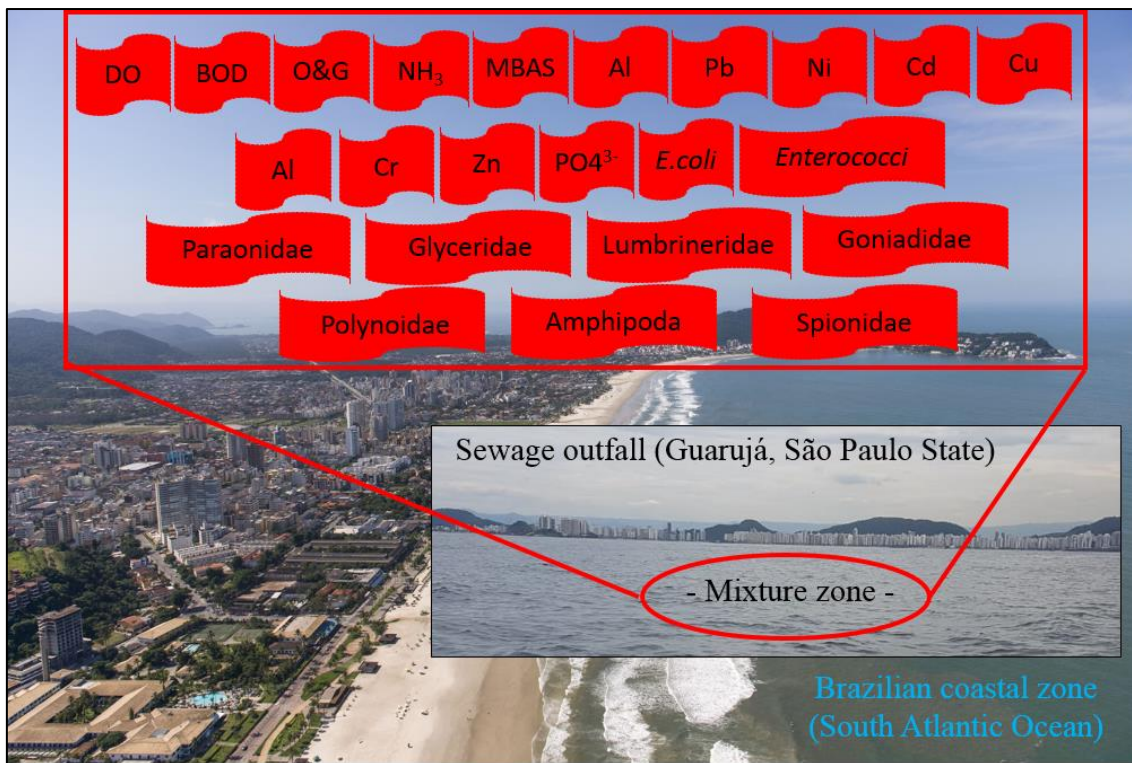 DO BOD O&G NH₃ MBAS Al Pb Ni Cd Cu
Al Cr Zn PO4³⁻ E.coli Enterococci
Paraonidae Glyceridae Lumbrineridae Goniadidae
Polynoidae Amphipoda Spionidae
Sewage outfall (Guarujá, São Paulo State)
- Mixture zone -
Brazilian coastal zone
(South Atlantic Ocean)